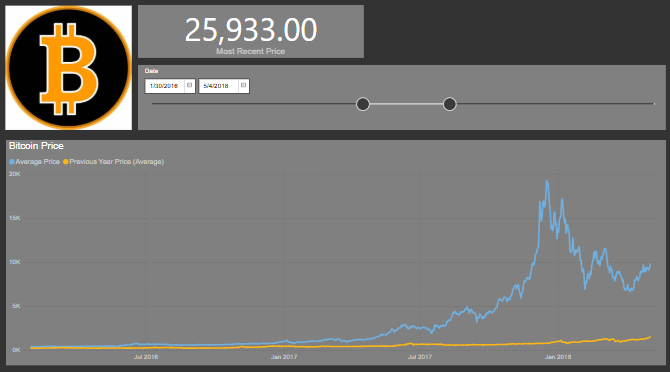 25,933.00
Most Recent Price
Date
1/30/2016 5/4/2018
Bitcoin Price
Average Price Previous Year Price (Average)
20K
15K
10K
5K
0K
Jul 2016 Jan 2017 Jul 2017 Jan 2018